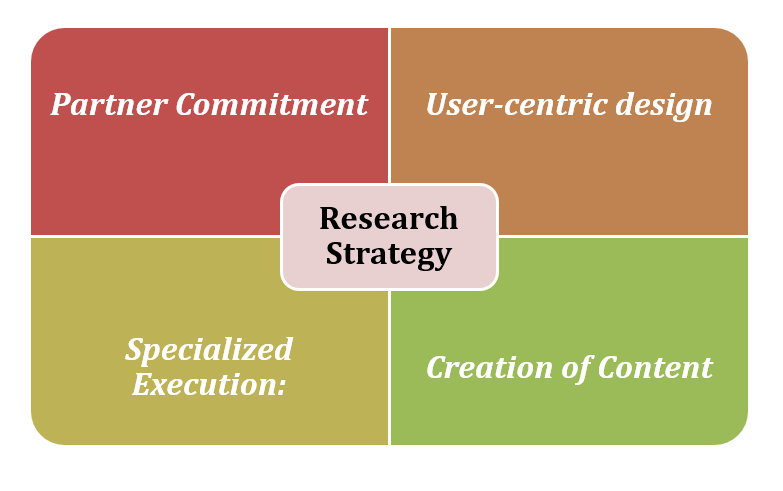 Partner Commitment
User-centric design
Research
Strategy
Specialized
Execution:
Creation of Content